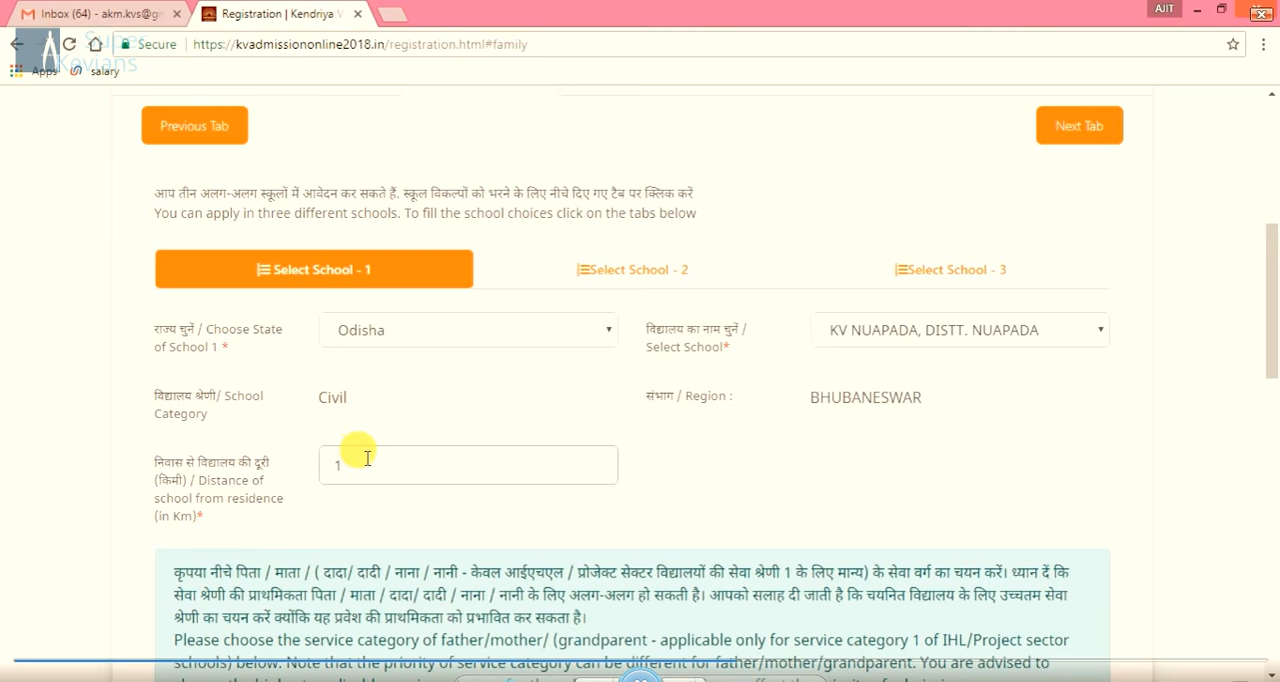 Inbox (64) - akm.kvs@g
Registration | Kendriya V
AJIT
Secure
https://kvadmissiononline2018.in/registration.html#family
Super
Kevians
Apps
salary
Previous Tab
Next Tab
आप तीन अलग-अलग स्कूलों में आवेदन कर सकते हैं. स्कूल विकल्पों को भरने के लिए नीचे दिए गए टैब पर क्लिक करें
You can apply in three different schools. To fill the school choices click on the tabs below
Select School - 1
Select School - 2
Select School - 3
राज्य चुनें / Choose State
of School 1 *
Odisha
विद्यालय का नाम चुनें /
Select School*
KV NUAPADA, DISTT. NUAPADA
विद्यालय श्रेणी/ School
Category
Civil
संभाग / Region :
BHUBANESWAR
निवास से विद्यालय की दूरी
(किमी) / Distance of
school from residence
(in Km)*
1
कृपया नीचे पिता / माता / ( दादा/ दादी / नाना / नानी - केवल आईएचएल / प्रोजेक्ट सेक्टर विद्यालयों की सेवा श्रेणी 1 के लिए मान्य) के सेवा वर्ग का चयन करें। ध्यान दें कि
सेवा श्रेणी की प्राथमिकता पिता / माता / दादा/ दादी / नाना / नानी के लिए अलग-अलग हो सकती है। आपको सलाह दी जाती है कि चयनित विद्यालय के लिए उच्चतम सेवा
श्रेणी का चयन करें क्योंकि यह प्रवेश की प्राथमिकता को प्रभावित कर सकता है।
Please choose the service category of father/mother/ (grandparent - applicable only for service category 1 of IHL/Project sector
schools) below. Note that the priority of service category can be different for father/mother/grandparent. You are advised to